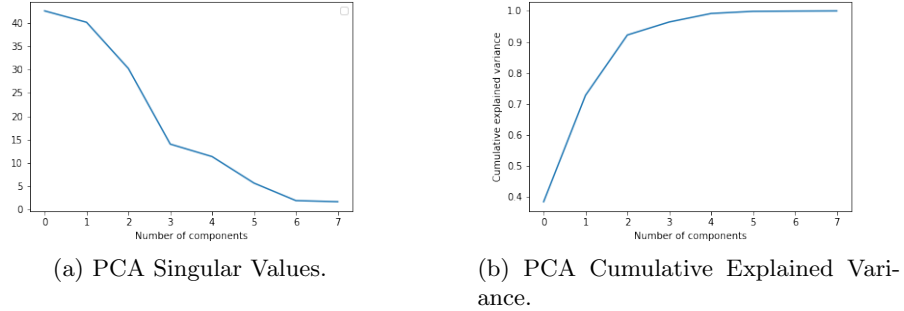 40
35
30
25
20
15
10
5
0
0 1 2 3 4 5 6 7
Number of components
(a) PCA Singular Values.
1.0
0.9
0.8
0.7
0.6
0.5
0.4
Cumulative explained variance
0 1 2 3 4 5 6 7
Number of components
(b) PCA Cumulative Explained Vari-
ance.